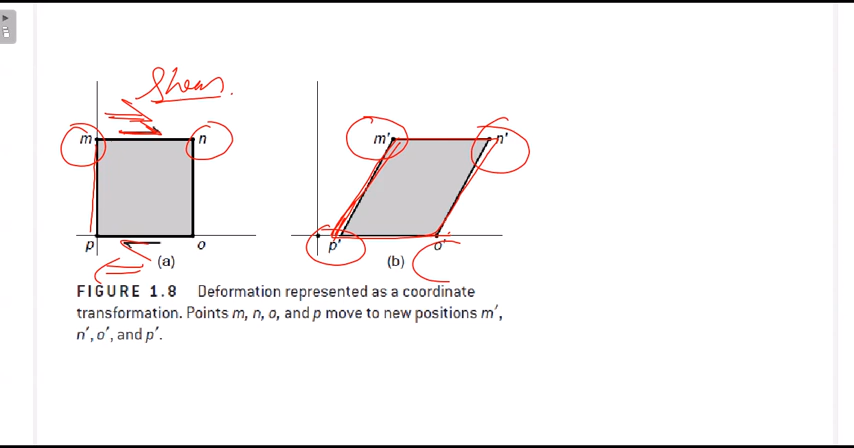 Shear.
m
n
m'
n'
p
o
p'
o'
(a)
(b)
FIGURE 1.8 Deformation represented as a coordinate
transformation. Points m, n, o, and p move to new positions m′,
n′, o′, and p′.